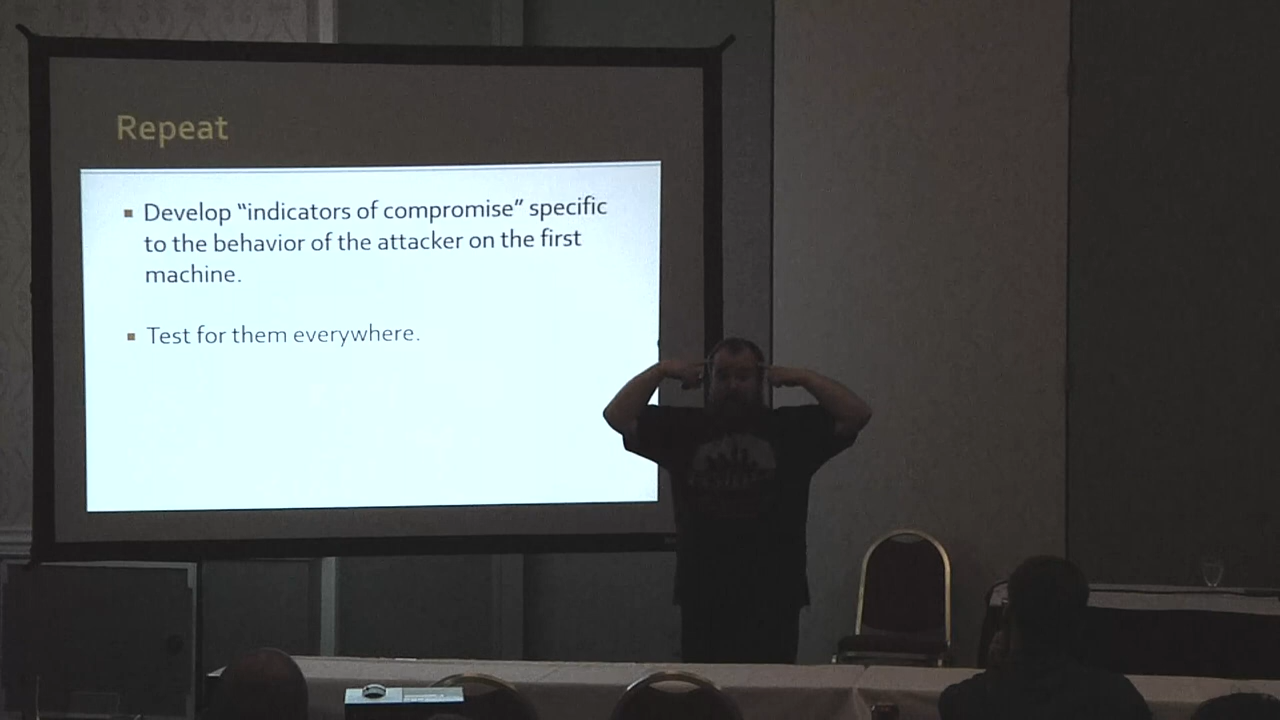 Repeat
Develop “indicators of compromise” specific
to the behavior of the attacker on the first
machine.
Test for them everywhere.